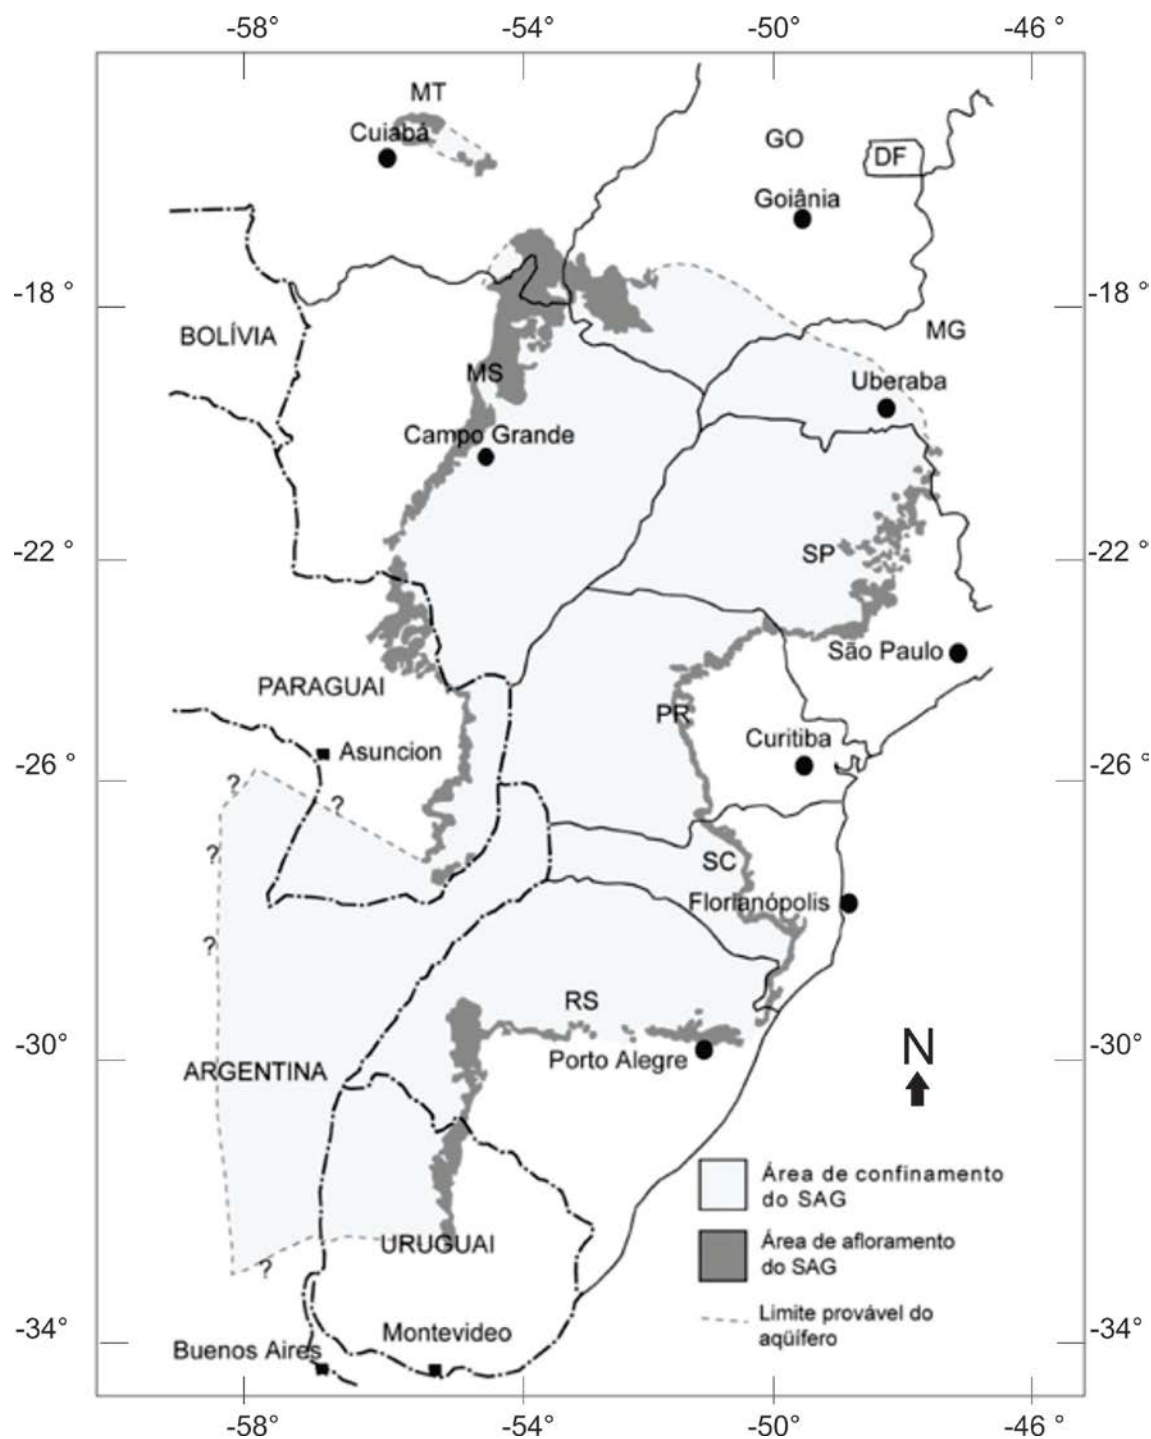 -58°
-54°
-50°
-46°
MT
Cuiabá
GO
DF
Goiânia
-18 °
-18 °
BOLÍVIA
MG
MS
Uberaba
Campo Grande
-22 °
-22 °
SP
São Paulo
PARAGUAI
PR
Curitiba
Asuncion
-26 °
-26 °
?
?
?
SC
Florianópolis
?
RS
-30°
-30°
Porto Alegre
N
ARGENTINA
Área de confinamento
do SAG
URUGUAI
Área de afloramento
do SAG
?
Limite provável do
aqüífero
-34°
-34°
Montevideo
Buenos Aires
-58°
-54°
-50°
-46°